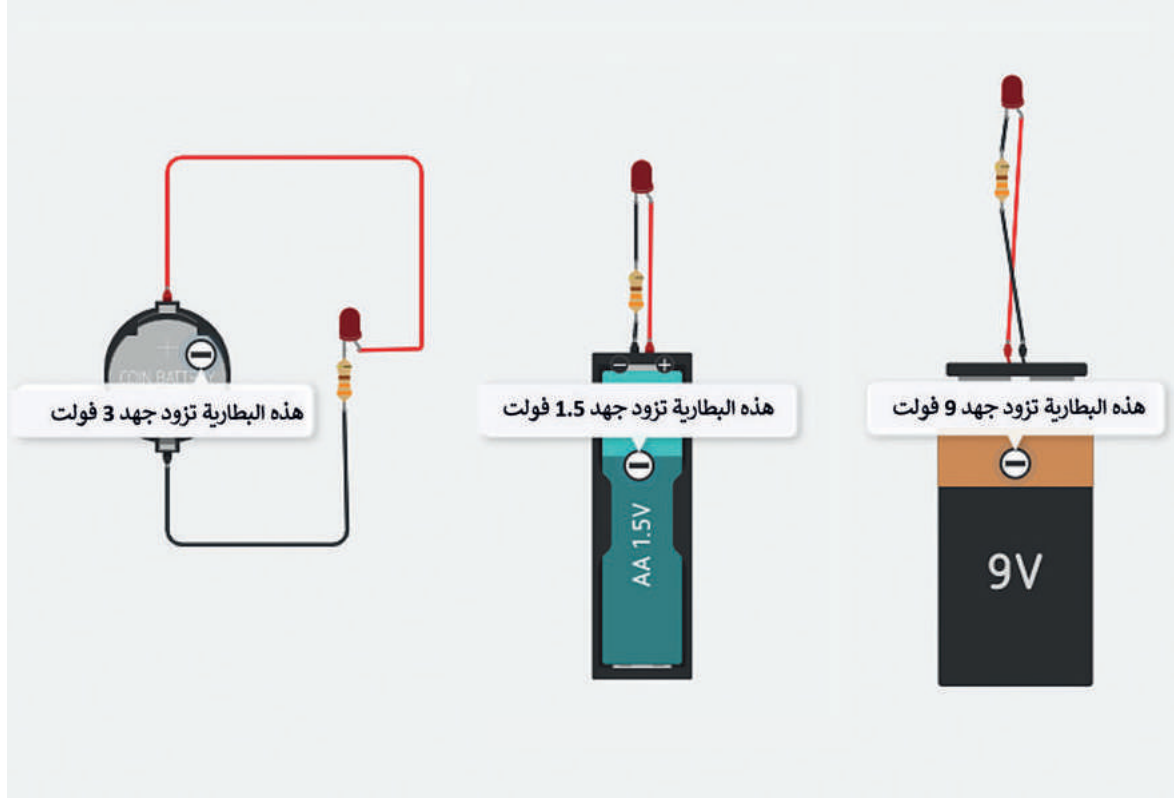 COIN BATTERY
هذه البطارية تزود جهد 3 فولت
هذه البطارية تزود جهد 1.5 فولت
AA 1.5V
هذه البطارية تزود جهد 9 فولت
9V